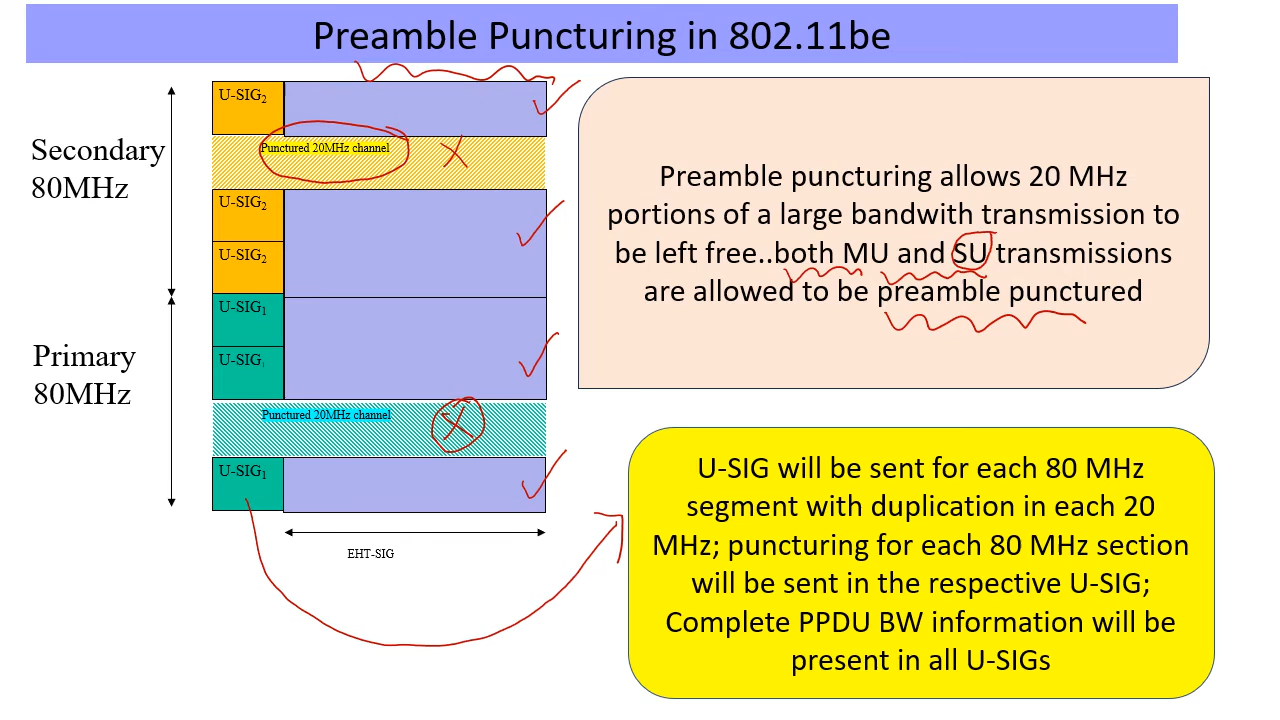 Preamble Puncturing in 802.11be
Secondary
80MHz
Primary
80MHz
U-SIG2
Punctured 20MHz channel
U-SIG2
U-SIG2
U-SIG1
U-SIG1
Punctured 20MHz channel
U-SIG1
EHT-SIG
Preamble puncturing allows 20 MHz
portions of a large bandwith transmission to
be left free..both MU and SU transmissions
are allowed to be preamble punctured
U-SIG will be sent for each 80 MHz
segment with duplication in each 20
MHz; puncturing for each 80 MHz section
will be sent in the respective U-SIG;
Complete PPDU BW information will be
present in all U-SIGs